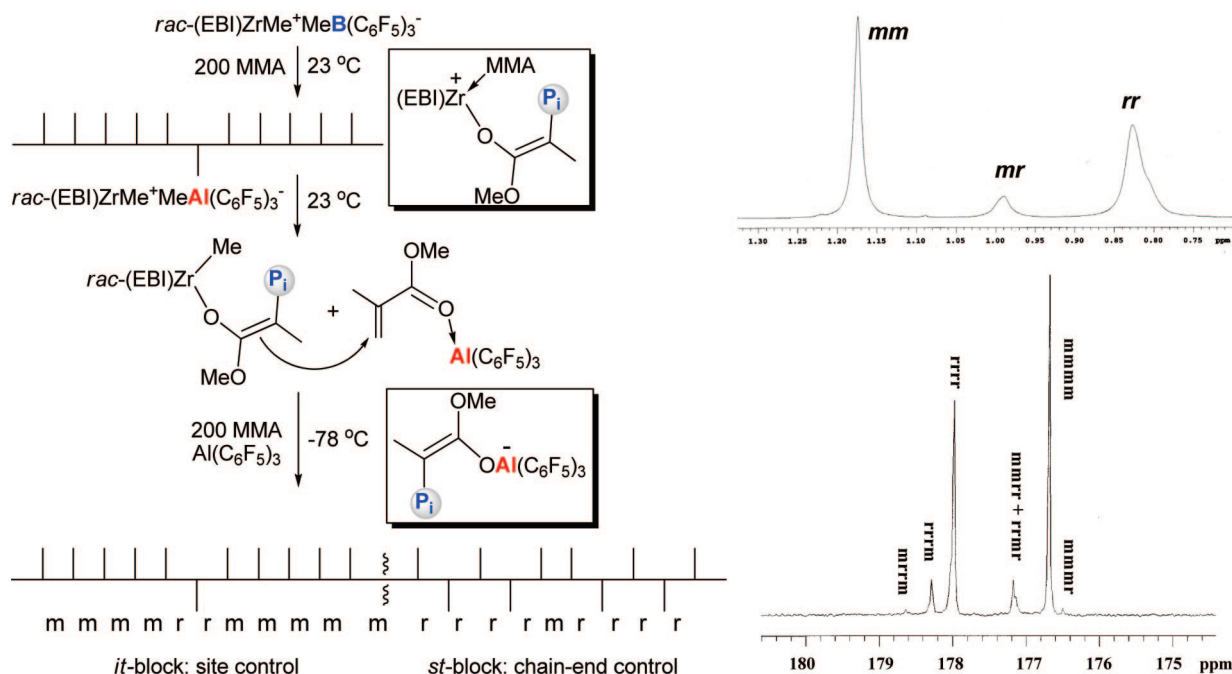 rac-(EBI)ZrMe⁺MeB(C₆F₅)₃⁻
200 MMA 23 °C
MMA
+
(EBI)Zr
Pᵢ
O
MeO
rac-(EBI)ZrMe⁺MeAl(C₆F₅)₃⁻ 23 °C
Me
rac-(EBI)Zr
Pᵢ
O
MeO
+
OMe
O
Al(C₆F₅)₃
200 MMA -78 °C
Al(C₆F₅)₃
OMe
OAl(C₆F₅)₃
-
Pᵢ
m m m m r r m m m m m r r r r m r r r r
it-block: site control st-block: chain-end control
mm
mr
rr
1.30 1.25 1.20 1.15 1.10 1.05 1.00 0.95 0.90 0.85 0.80 0.75 ppm
mrrm
rrrm
rrrr
mmrr + rrmr
mmmm
mmmr
180 179 178 177 176 175 ppm